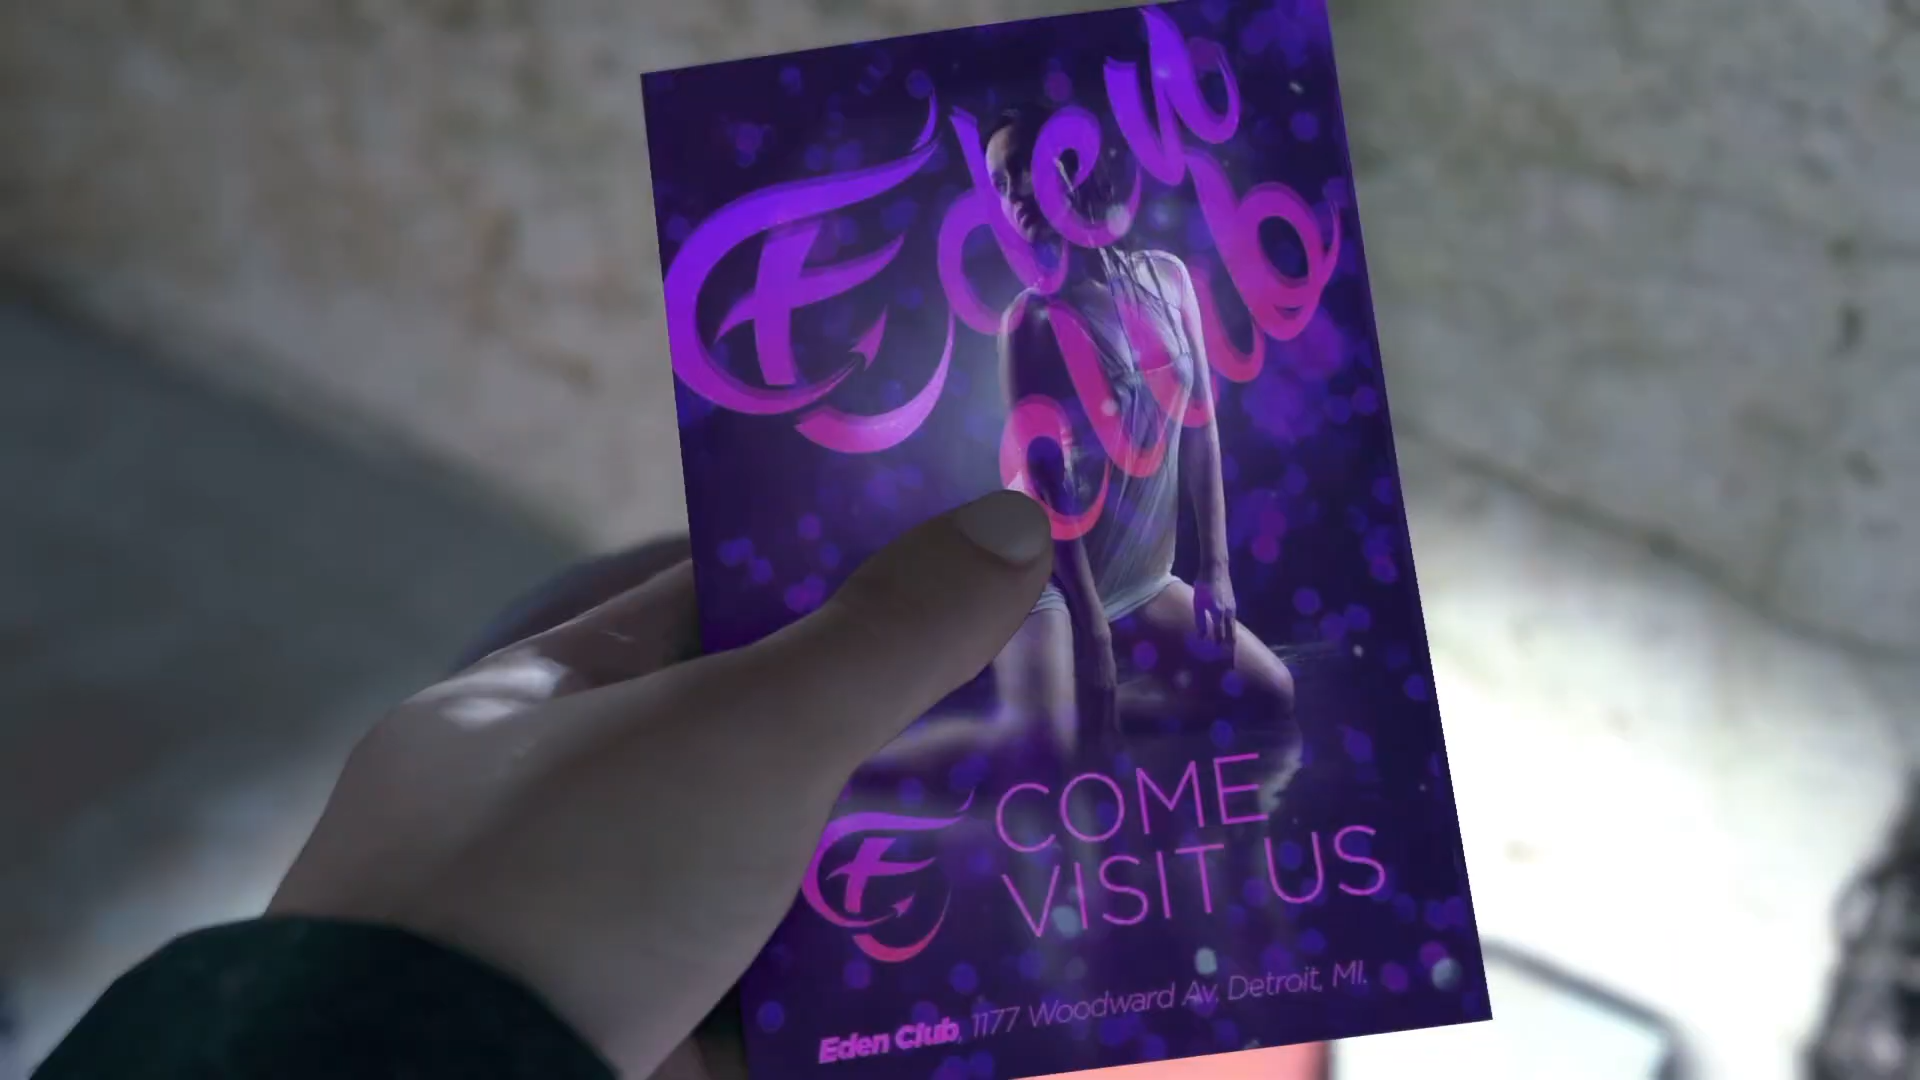 Eden
club
COME
VISIT US
Eden Club, 1177 Woodward Av, Detroit, MI.